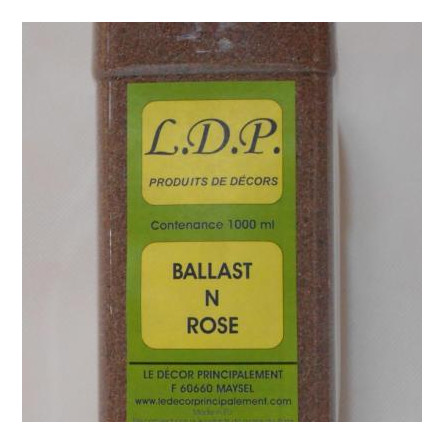 L.D.P.
PRODUITS DE DÉCORS
Contenance 1000 ml
BALLAST
N
ROSE
LE DÉCOR PRINCIPALEMENT
F 60660 MAYSEL
www.ledecorprincipalement.com